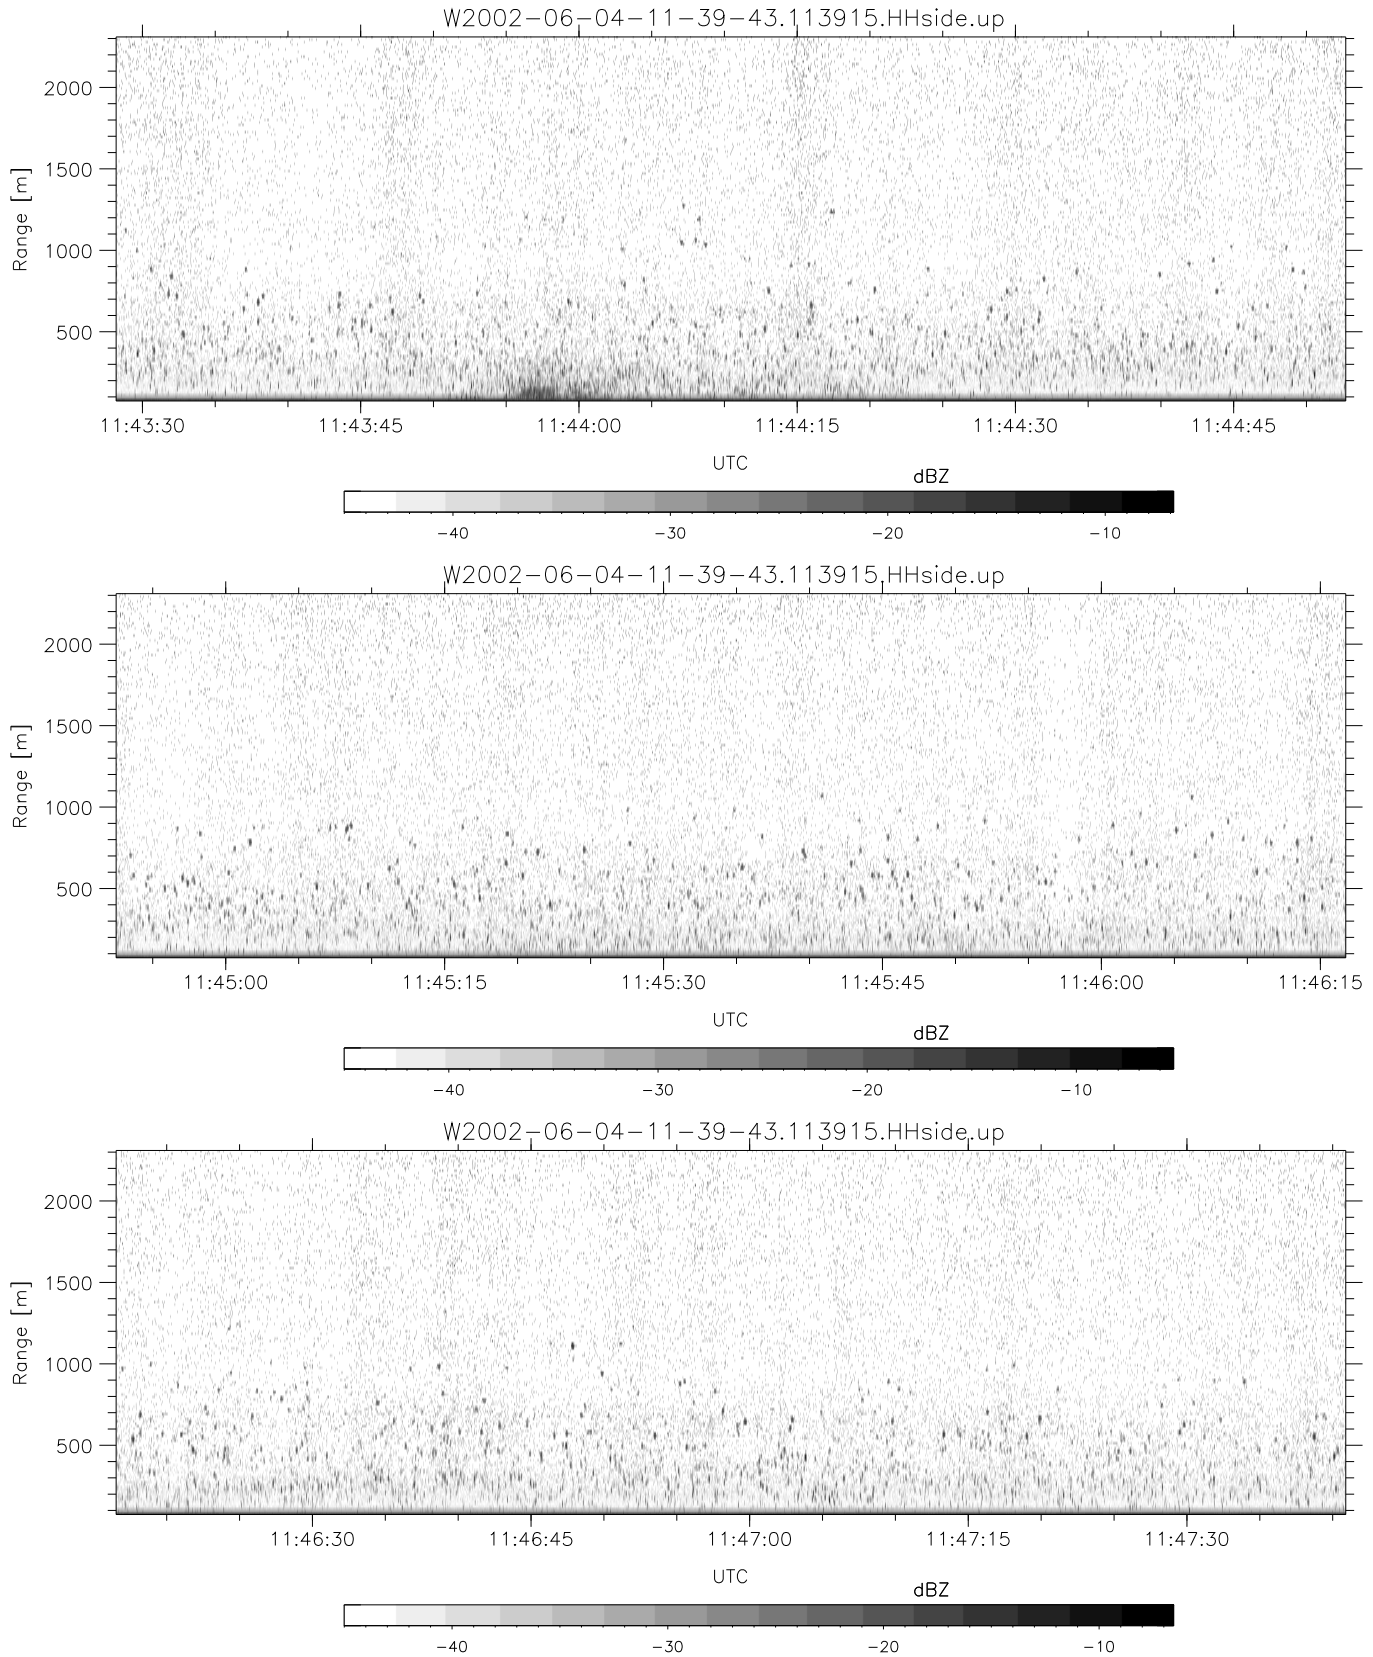 W2002-06-04-11-39-43.113915.HHside.up
2000
1500
1000
500
Range [m]
11:43:30 11:43:45 11:44:00 11:44:15 11:44:30 11:44:45
UTC
dBZ
-40 -30 -20 -10
W2002-06-04-11-39-43.113915.HHside.up
2000
1500
1000
500
Range [m]
11:45:00 11:45:15 11:45:30 11:45:45 11:46:00 11:46:15
UTC
dBZ
-40 -30 -20 -10
W2002-06-04-11-39-43.113915.HHside.up
2000
1500
1000
500
Range [m]
11:46:30 11:46:45 11:47:00 11:47:15 11:47:30
UTC
dBZ
-40 -30 -20 -10